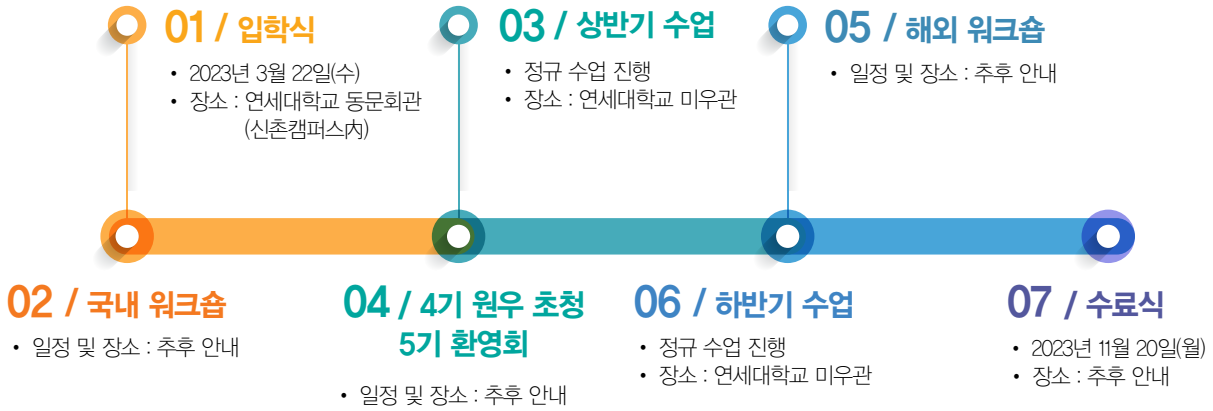 01 / 입학식
• 2023년 3월 22일(수)
• 장소 : 연세대학교 동문회관
(신촌캠퍼스內)
02 / 국내 워크숍
• 일정 및 장소 : 추후 안내
03 / 상반기 수업
• 정규 수업 진행
• 장소 : 연세대학교 미우관
04 / 4기 원우 초청
5기 환영회
• 일정 및 장소 : 추후 안내
05 / 해외 워크숍
• 일정 및 장소 : 추후 안내
06 / 하반기 수업
• 정규 수업 진행
• 장소 : 연세대학교 미우관
07 / 수료식
• 2023년 11월 20일(월)
• 장소 : 추후 안내